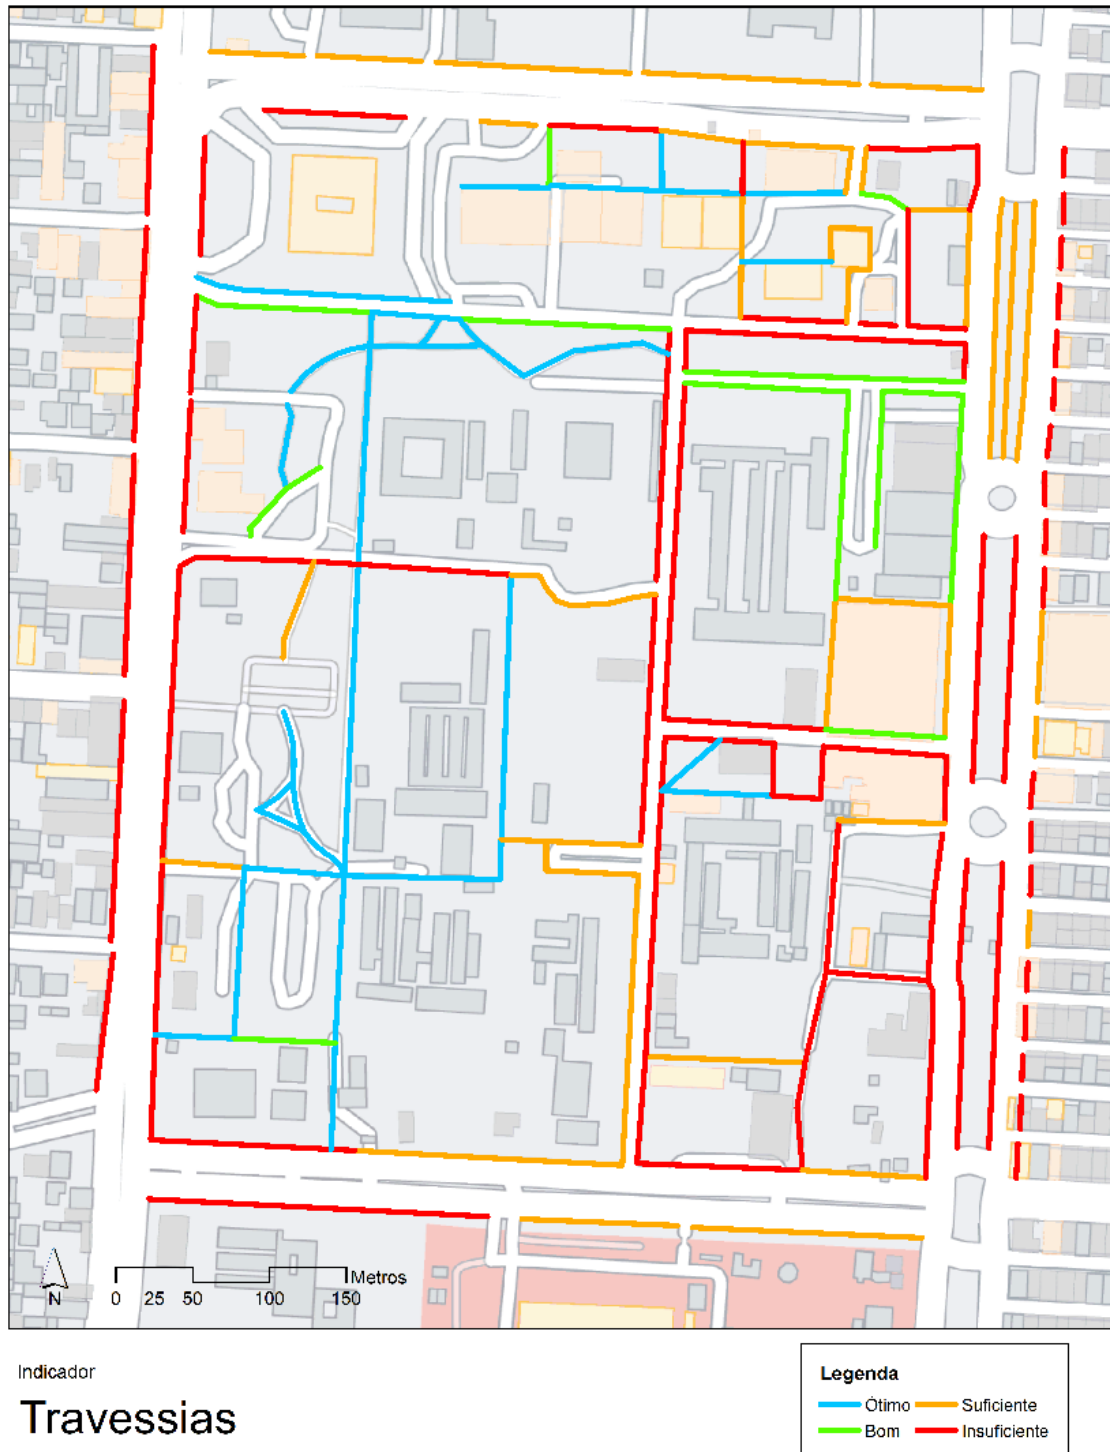 Metros
N
0 25 50 100 150
Indicador
Travessias
Legenda
Ótimo Suficiente
Bom Insuficiente